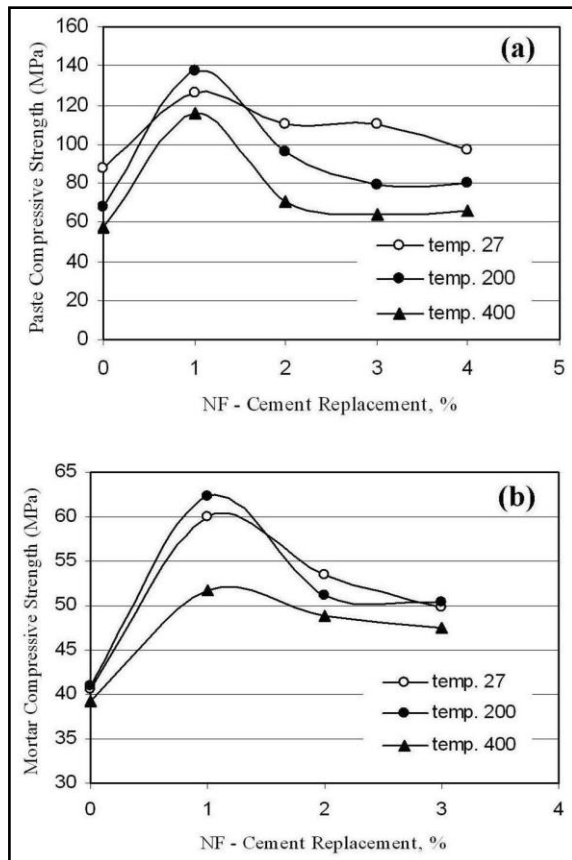 (a)
Paste Compressive Strength (MPa)
160
140
120
100
80
60
40
20
0
temp. 27
temp. 200
temp. 400
0 1 2 3 4 5
NF - Cement Replacement, %
(b)
Mortar Compressive Strength (MPa)
65
60
55
50
45
40
35
30
temp. 27
temp. 200
temp. 400
0 1 2 3 4
NF - Cement Replacement, %